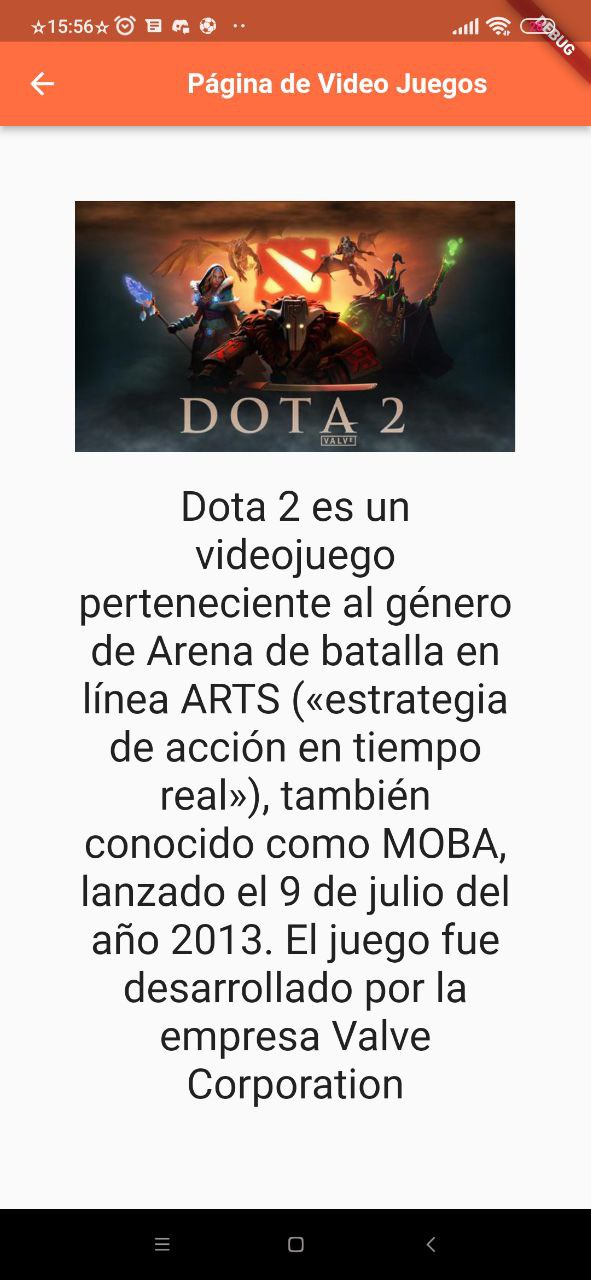 ☆15:56☆
DEBUG
Página de Video Juegos
DOTA 2
VALVE
Dota 2 es un
videojuego
perteneciente al género
de Arena de batalla en
línea ARTS («estrategia
de acción en tiempo
real»), también
conocido como MOBA,
lanzado el 9 de julio del
año 2013. El juego fue
desarrollado por la
empresa Valve
Corporation